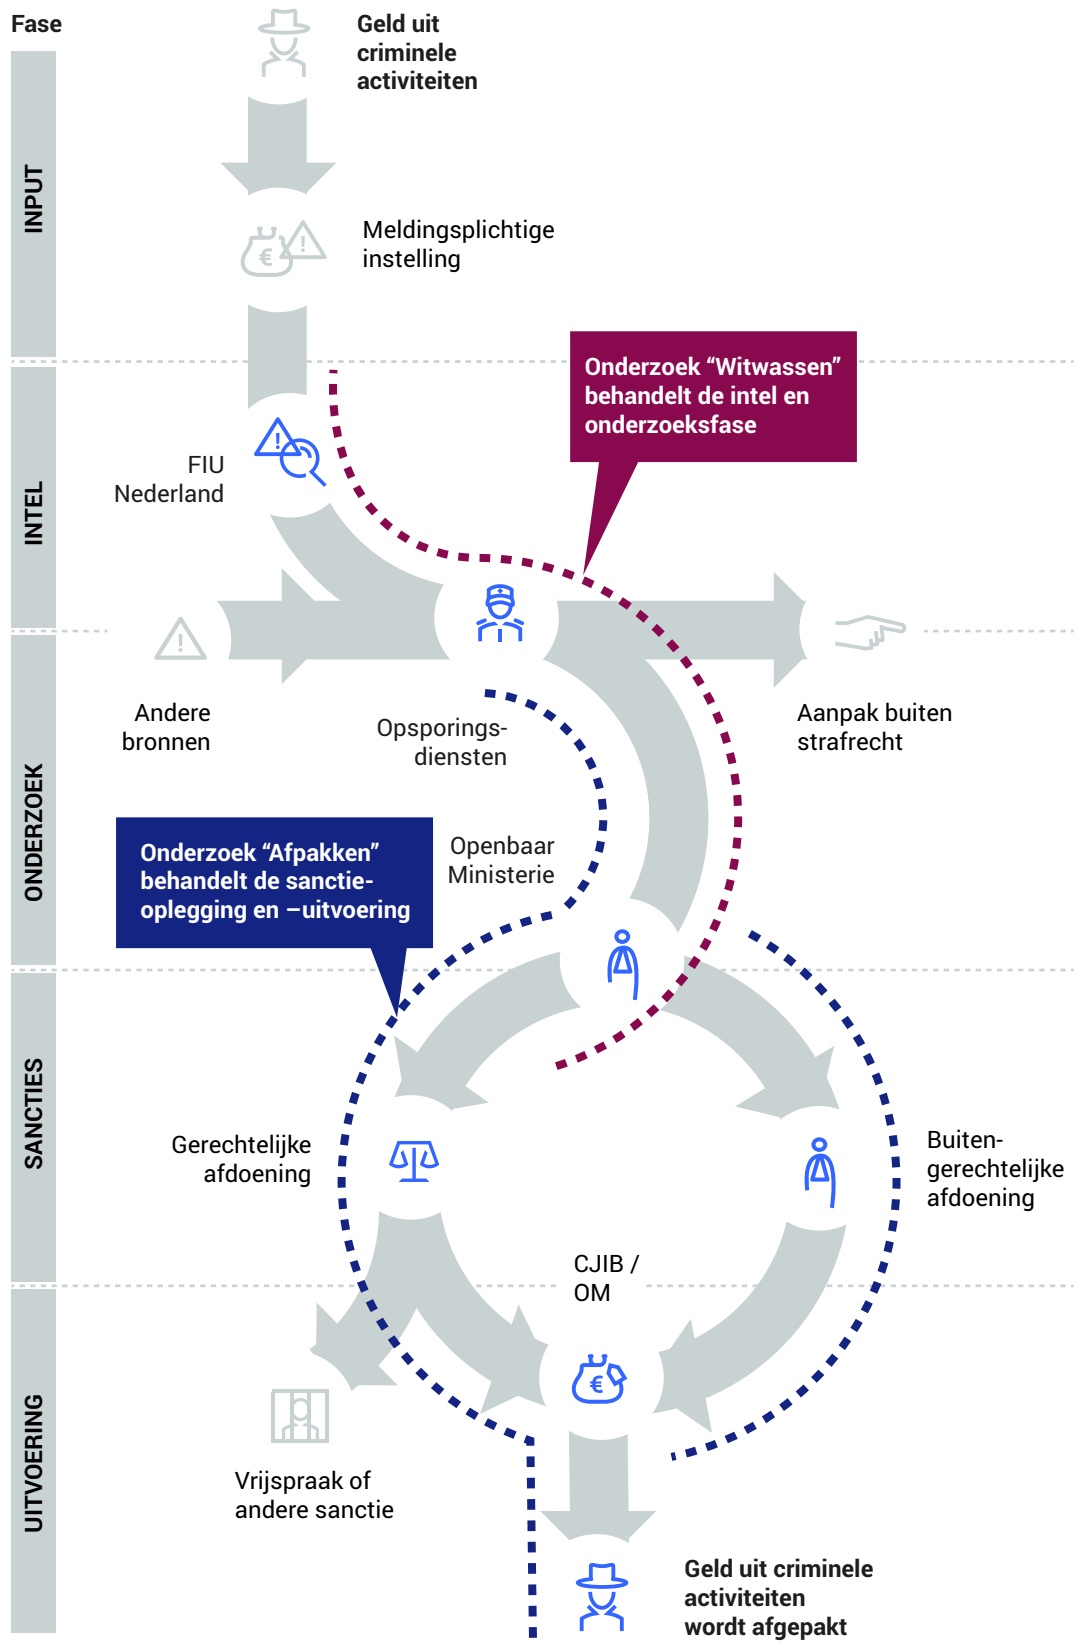 Fase
Geld uit
criminele
activiteiten
INPUT
Meldingsplichtige
instelling
€
!
Onderzoek “Witwassen”
behandelt de intel en
onderzoeksfase
INTEL
!
FIU
Nederland
!
Andere
bronnen
Opsporings-
diensten
Aanpak buiten
strafrecht
ONDERZOEK
Onderzoek “Afpakken”
behandelt de sanctie-
oplegging en –uitvoering
Openbaar
Ministerie
SANCTIES
Gerechtelijke
afdoening
Buiten-
gerechtelijke
afdoening
CJIB /
OM
UITVOERING
€
Vrijspraak of
andere sanctie
Geld uit criminele
activiteiten
wordt afgepakt